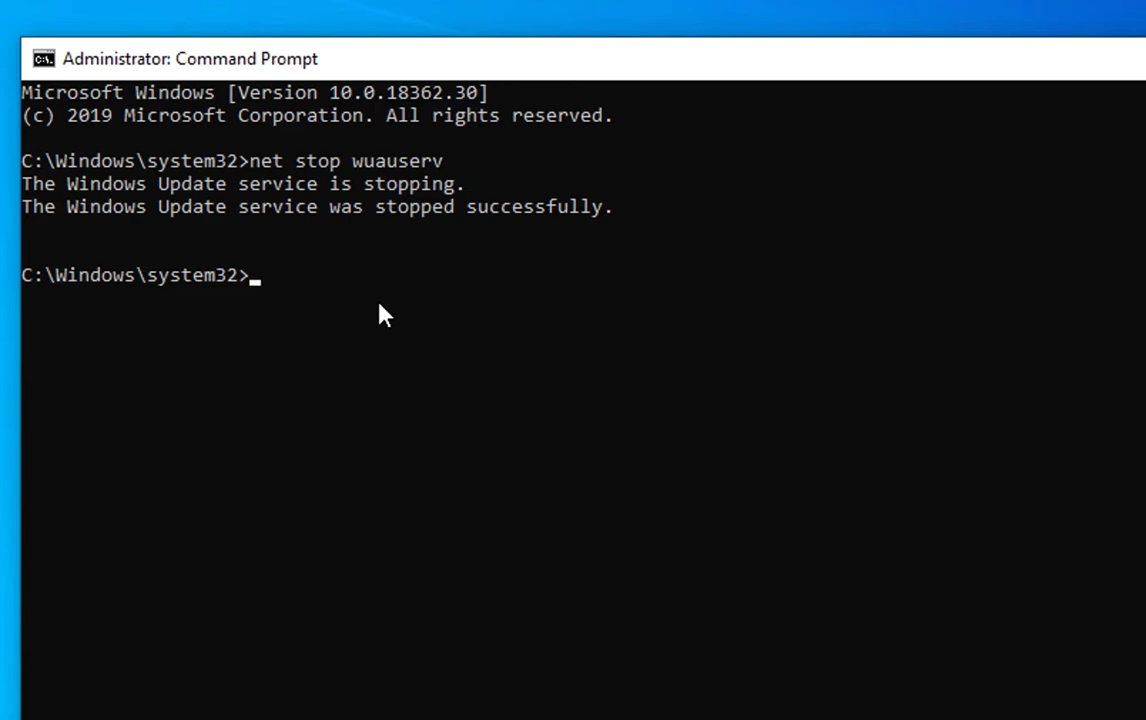 Administrator: Command Prompt
Microsoft Windows [Version 10.0.18362.30]
(c) 2019 Microsoft Corporation. All rights reserved.
C:\Windows\system32>net stop wuauserv
The Windows Update service is stopping.
The Windows Update service was stopped successfully.
C:\Windows\system32>